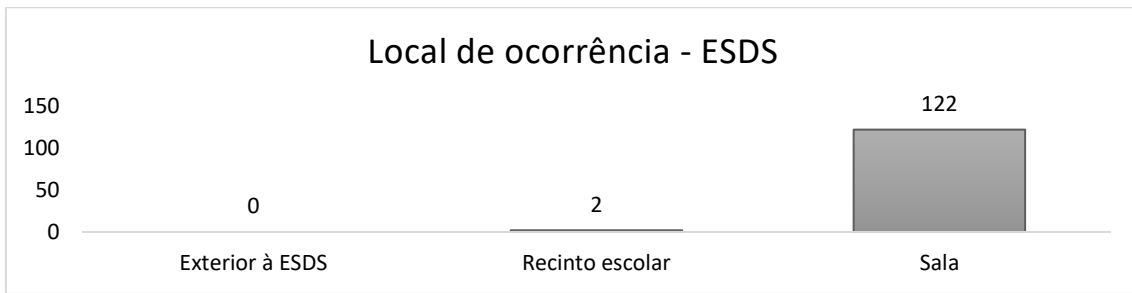 Local de ocorrência - ESDS
150
100
50
0
0
2
122
Exterior à ESDS
Recinto escolar
Sala